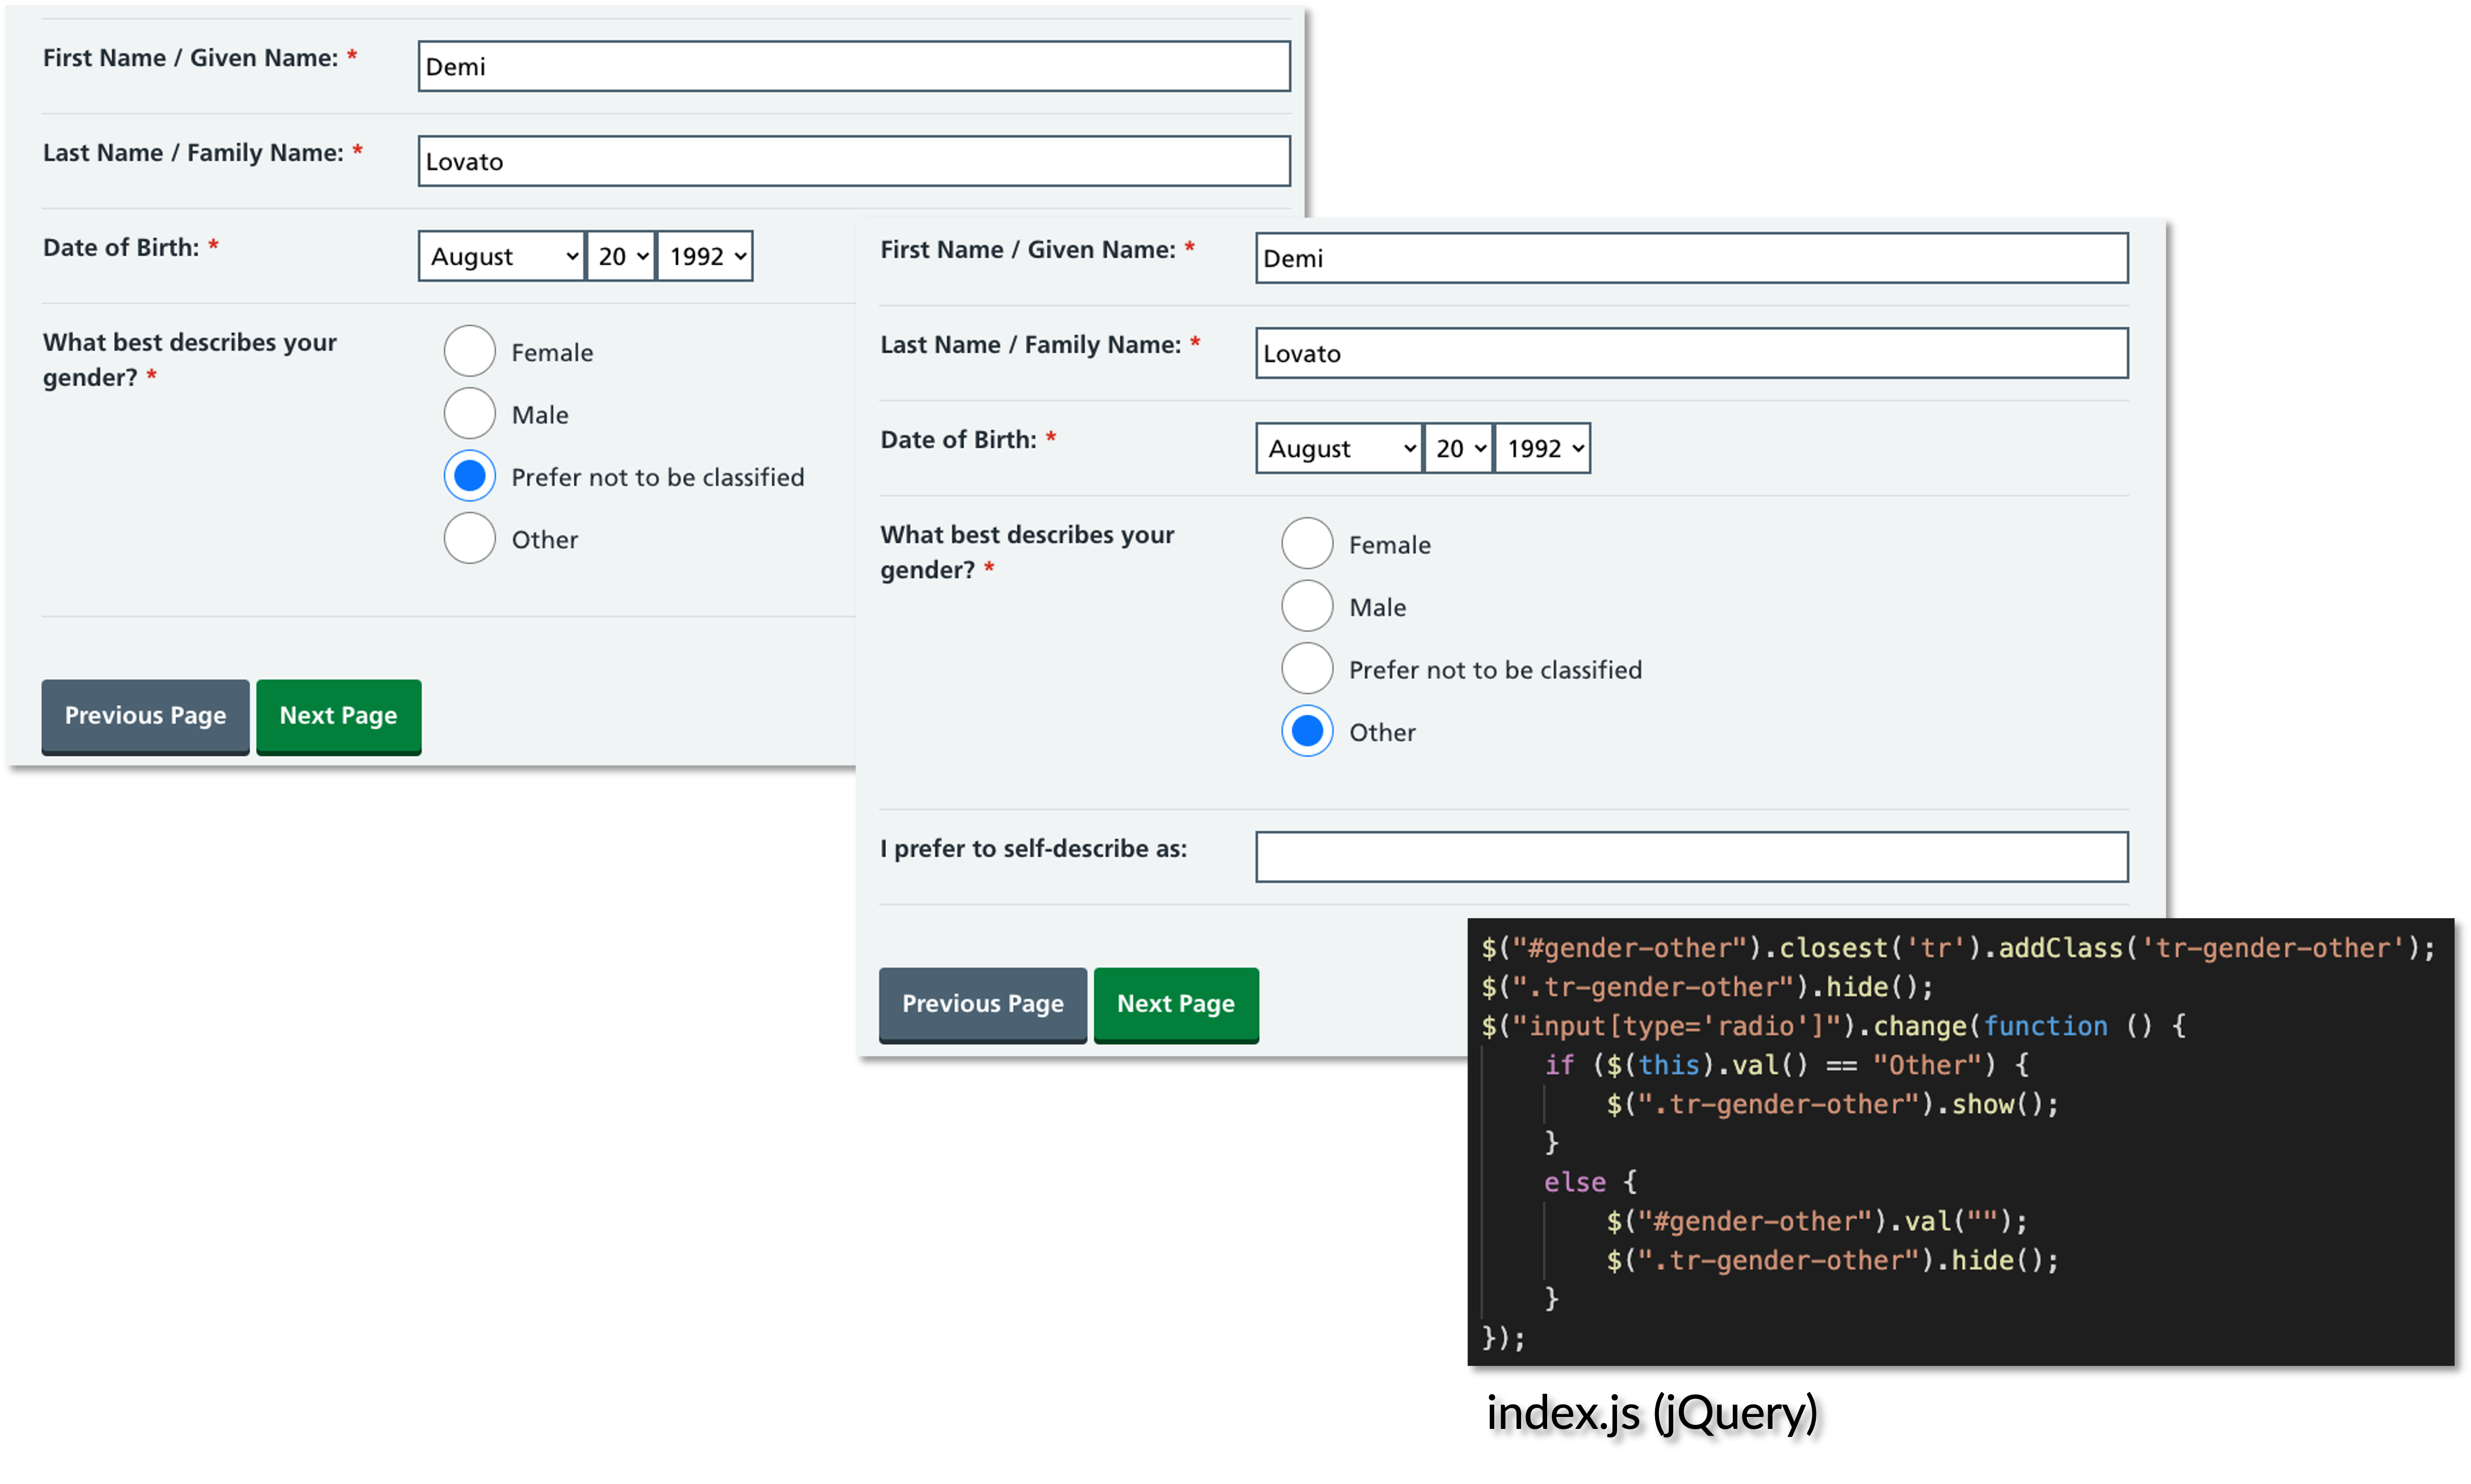 First Name / Given Name: *
Demi
Last Name / Family Name: *
Lovato
Date of Birth: *
August 20 1992
What best describes your
gender? *
Female
Male
Prefer not to be classified
Other
Previous Page Next Page
First Name / Given Name: *
Demi
Last Name / Family Name: *
Lovato
Date of Birth: *
August 20 1992
What best describes your
gender? *
Female
Male
Prefer not to be classified
Other
I prefer to self-describe as:
Previous Page Next Page
$("#gender-other").closest('tr').addClass('tr-gender-other');
$(".tr-gender-other").hide();
$("input[type='radio']").change(function () {
if ($(this).val() == "Other") {
$(".tr-gender-other").show();
}
else {
$("#gender-other").val("");
$(".tr-gender-other").hide();
}
});
index.js (jQuery)